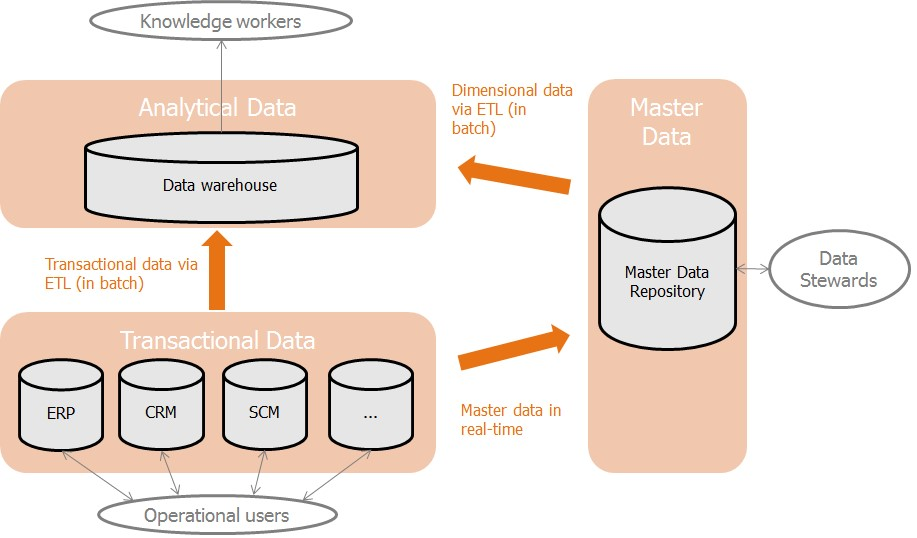 Knowledge workers
Analytical Data
Data warehouse
Dimensional data
via ETL (in
batch)
Master
Data
Master Data
Repository
Data
Stewards
Transactional data via
ETL (in batch)
Transactional Data
ERP
CRM
SCM
...
Master data in
real-time
Operational users